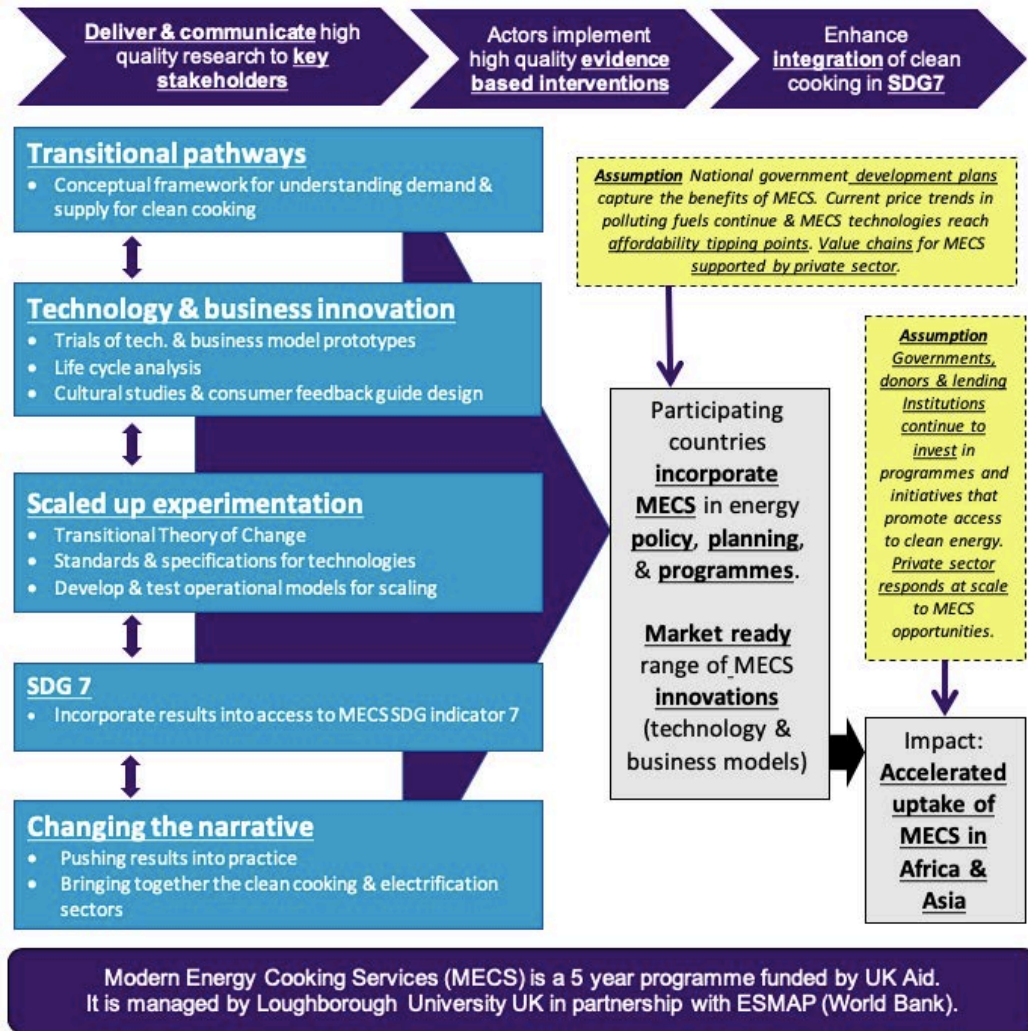 Deliver & communicate high
quality research to key
stakeholders
Actors implement
high quality evidence
based interventions
Enhance
integration of clean
cooking in SDG7
Transitional pathways
• Conceptual framework for understanding demand &
supply for clean cooking
Technology & business innovation
• Trials of tech. & business model prototypes
• Life cycle analysis
• Cultural studies & consumer feedback guide design
Scaled up experimentation
• Transitional Theory of Change
• Standards & specifications for technologies
• Develop & test operational models for scaling
SDG 7
• Incorporate results into access to MECS SDG indicator 7
Changing the narrative
• Pushing results into practice
• Bringing together the clean cooking & electrification
sectors
Assumption National government development plans
capture the benefits of MECS. Current price trends in
polluting fuels continue & MECS technologies reach
affordability tipping points. Value chains for MECS
supported by private sector.
Participating
countries
incorporate
MECS in energy
policy, planning,
& programmes.
Market ready
range of MECS
innovations
(technology &
business models)
Assumption
Governments,
donors & lending
Institutions
continue to
invest in
programmes and
initiatives that
promote access
to clean energy.
Private sector
responds at scale
to MECS
opportunities.
Impact:
Accelerated
uptake of
MECS in
Africa &
Asia
Modern Energy Cooking Services (MECS) is a 5 year programme funded by UK Aid.
It is managed by Loughborough University UK in partnership with ESMAP (World Bank).